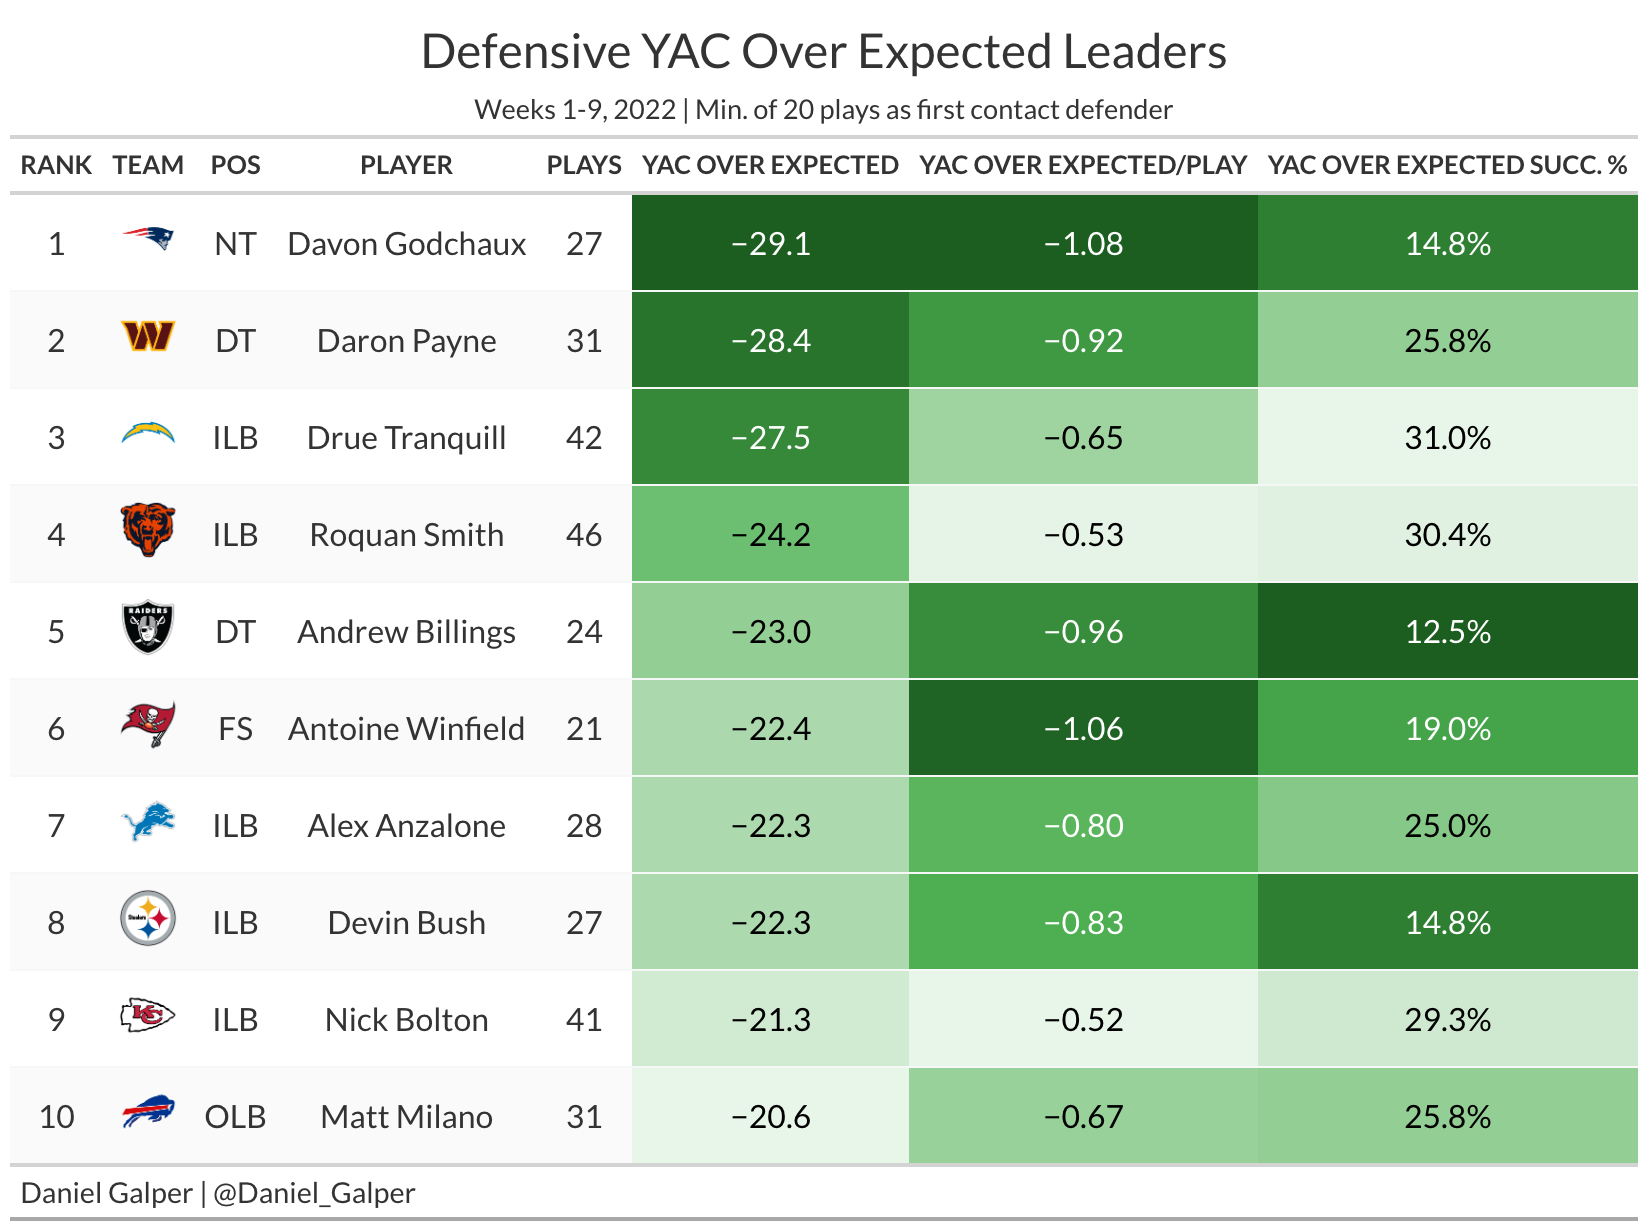 Defensive YAC Over Expected Leaders
Weeks 1-9, 2022 | Min. of 20 plays as first contact defender
RANK TEAM POS PLAYER PLAYS YAC OVER EXPECTED YAC OVER EXPECTED/PLAY YAC OVER EXPECTED SUCC. %
1 NT Davon Godchaux 27 −29.1 −1.08 14.8%
2 W DT Daron Payne 31 −28.4 −0.92 25.8%
3 ILB Drue Tranquill 42 −27.5 −0.65 31.0%
4 ILB Roquan Smith 46 −24.2 −0.53 30.4%
5 RAIDERS DT Andrew Billings 24 −23.0 −0.96 12.5%
6 FS Antoine Winfield 21 −22.4 −1.06 19.0%
7 ILB Alex Anzalone 28 −22.3 −0.80 25.0%
8 Steelers ILB Devin Bush 27 −22.3 −0.83 14.8%
9 KC ILB Nick Bolton 41 −21.3 −0.52 29.3%
10 OLB Matt Milano 31 −20.6 −0.67 25.8%
Daniel Galper | @Daniel_Galper